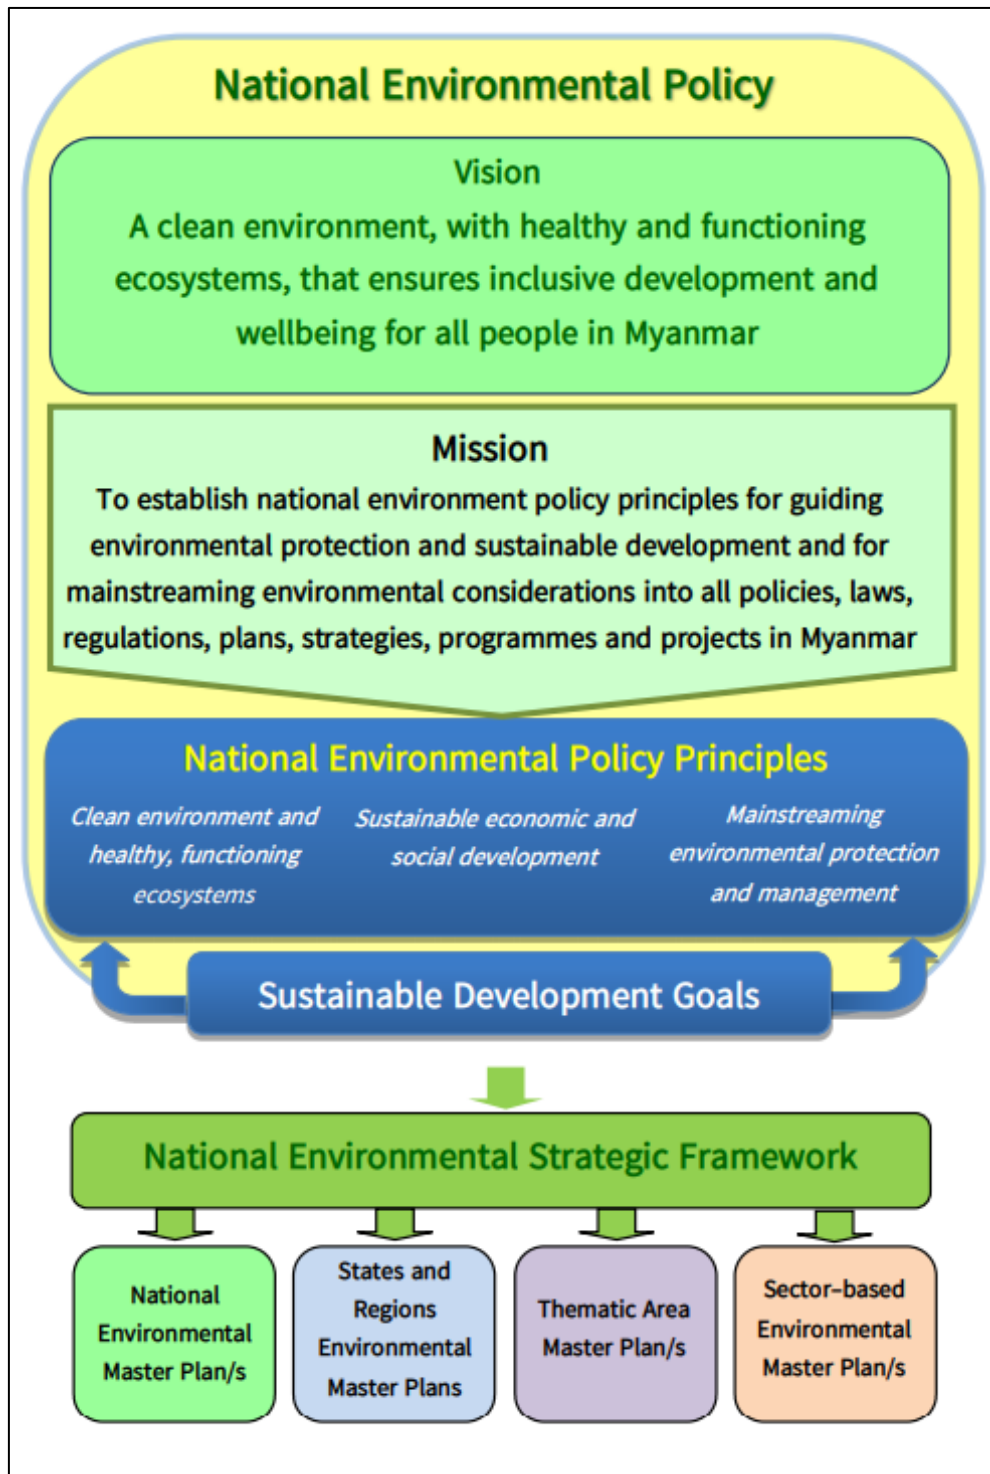 National Environmental Policy
Vision
A clean environment, with healthy and functioning
ecosystems, that ensures inclusive development and
wellbeing for all people in Myanmar
Mission
To establish national environment policy principles for guiding
environmental protection and sustainable development and for
mainstreaming environmental considerations into all policies, laws,
regulations, plans, strategies, programmes and projects in Myanmar
National Environmental Policy Principles
Clean environment and
healthy, functioning
ecosystems
Sustainable economic and
social development
Mainstreaming
environmental protection
and management
Sustainable Development Goals
National Environmental Strategic Framework
National
Environmental
Master Plan/s
States and
Regions
Environmental
Master Plans
Thematic Area
Master Plan/s
Sector-based
Environmental
Master Plan/s